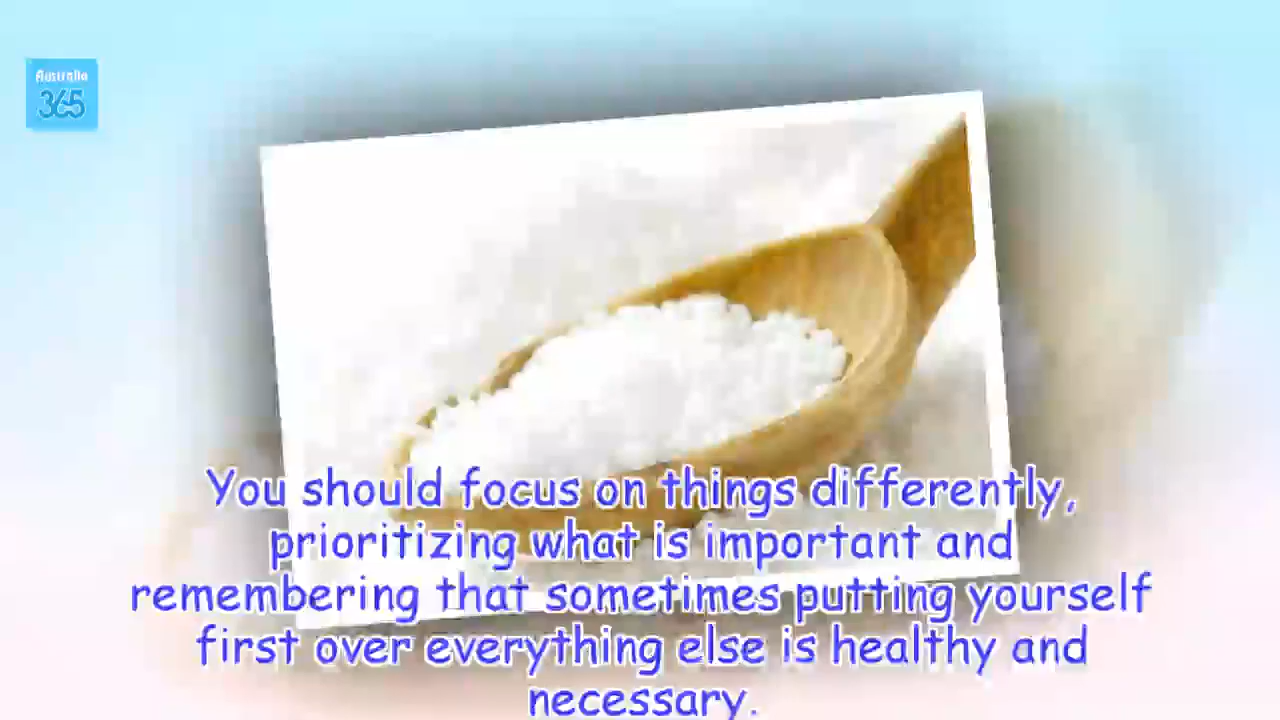 Australia
365
You should focus on things differently,
prioritizing what is important and
remembering that sometimes putting yourself
first over everything else is healthy and
necessary.